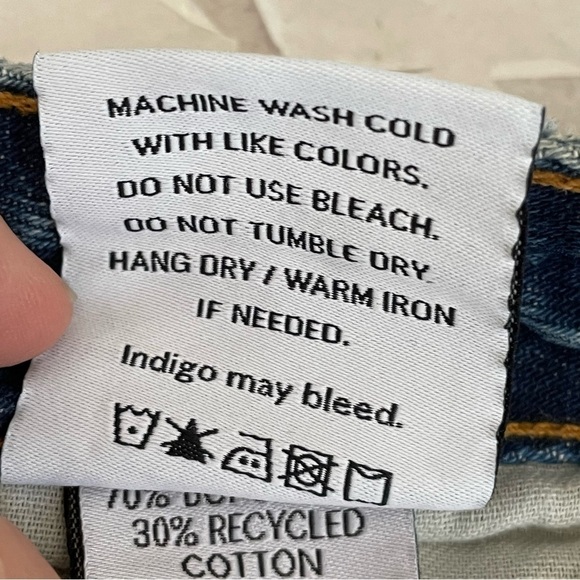 MACHINE WASH COLD
WITH LIKE COLORS.
DO NOT USE BLEACH.
DO NOT TUMBLE DRY.
HANG DRY / WARM IRON
IF NEEDED.
Indigo may bleed.
70%
30% RECYCLED
COTTON